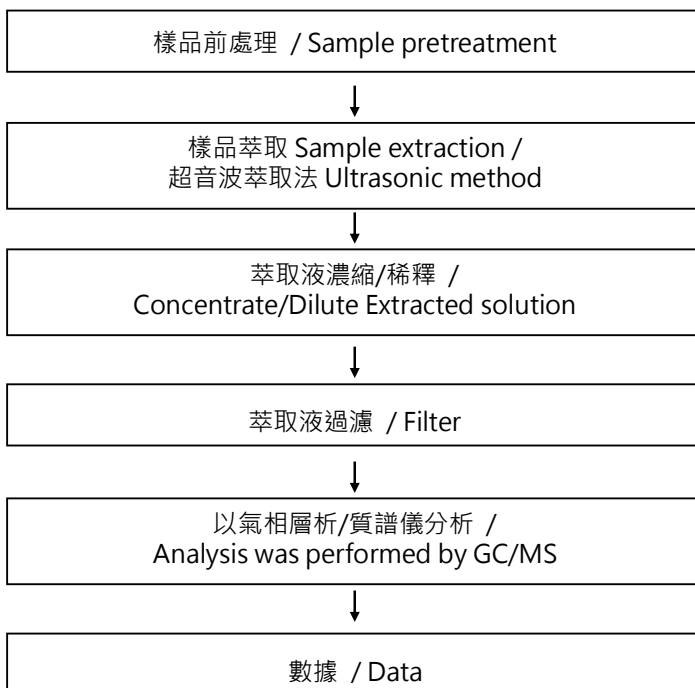 樣品前處理 / Sample pretreatment
樣品萃取 Sample extraction /
超音波萃取法 Ultrasonic method
萃取液濃縮/稀釋 /
Concentrate/Dilute Extracted solution
萃取液過濾 / Filter
以氣相層析/質譜儀分析 /
Analysis was performed by GC/MS
數據 / Data